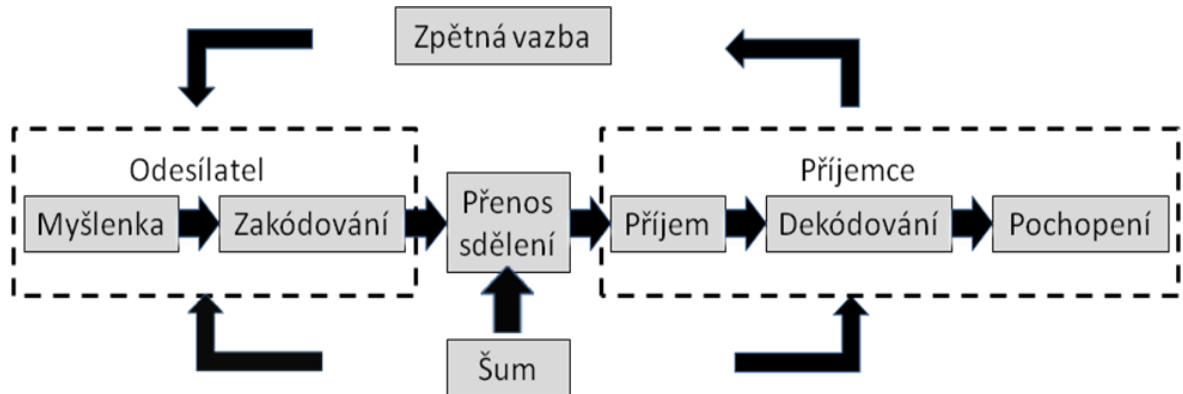 Zpětná vazba
Odesílatel
Příjemce
Myšlenka
Zakódování
Přenos
sdělení
Příjem
Dekódování
Pochopení
Šum